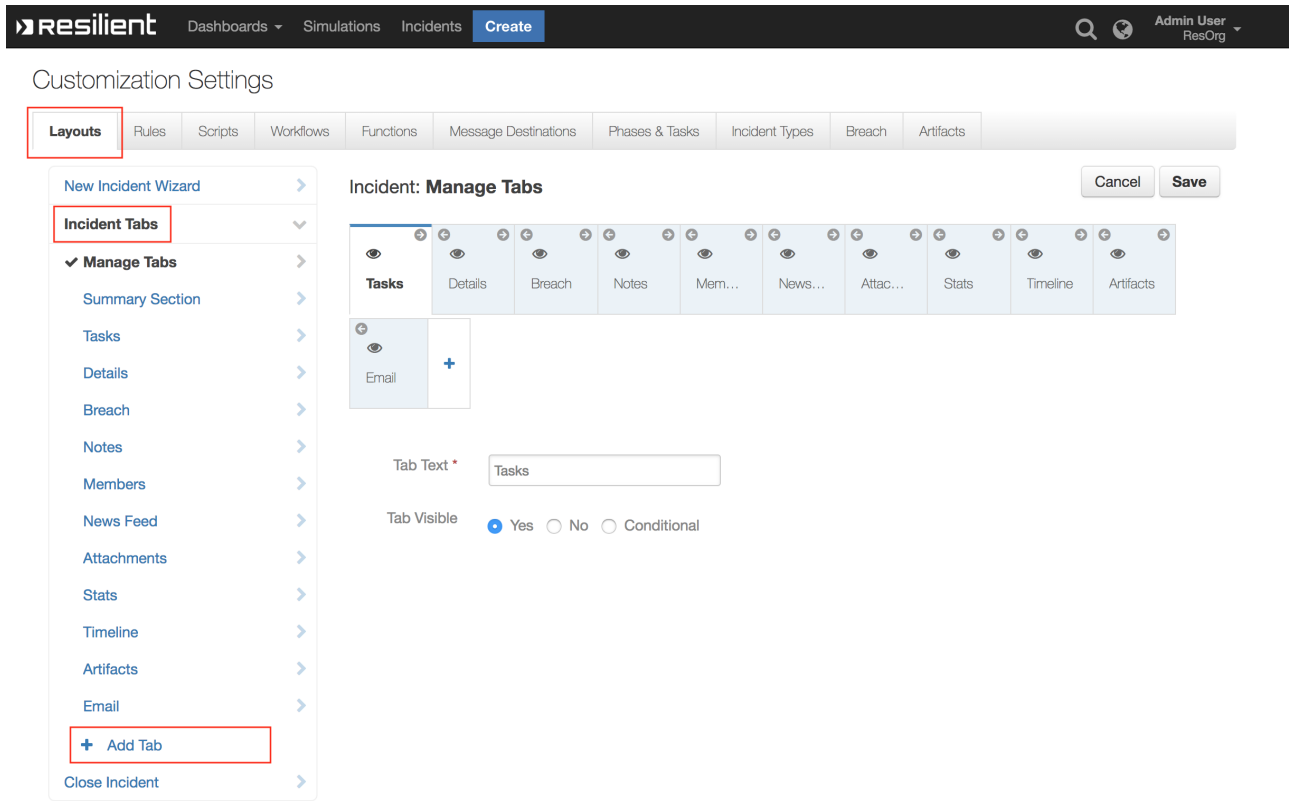 Resilient Dashboards Simulations Incidents Create Admin User
ResOrg
Customization Settings
Layouts Rules Scripts Workflows Functions Message Destinations Phases & Tasks Incident Types Breach Artifacts
New Incident Wizard
Incident Tabs
Manage Tabs
Summary Section
Tasks
Details
Breach
Notes
Members
News Feed
Attachments
Stats
Timeline
Artifacts
Email
+ Add Tab
Close Incident
Incident: Manage Tabs Cancel Save
Tasks Details Breach Notes Mem... News... Attac... Stats Timeline Artifacts
Email +
Tab Text * Tasks
Tab Visible Yes No Conditional